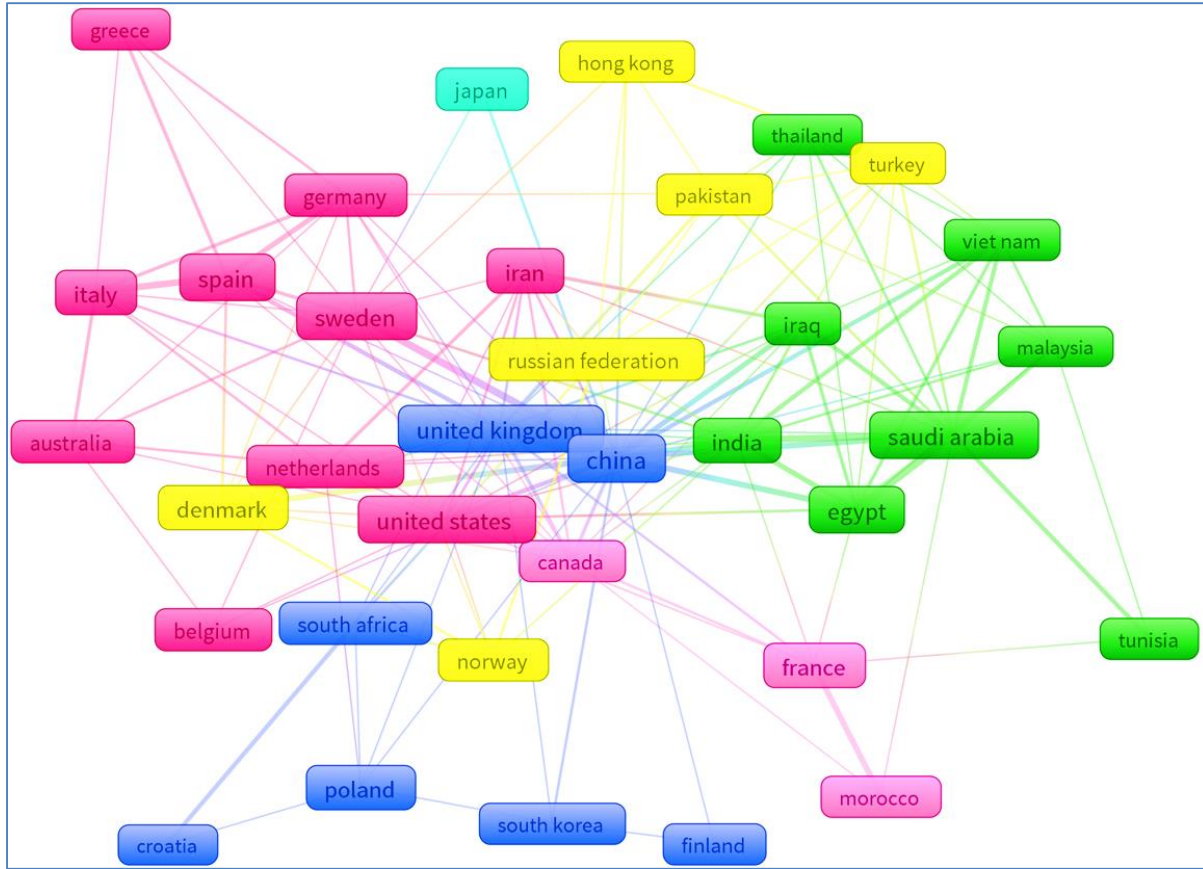 greece
hong kong
japan
thailand
turkey
germany
pakistan
viet nam
iran
spain
italy
sweden
iraq
malaysia
russian federation
united kingdom
saudi arabia
australia
india
china
netherlands
denmark
egypt
united states
canada
south africa
belgium
tunisia
norway
france
poland
morocco
south korea
croatia
finland